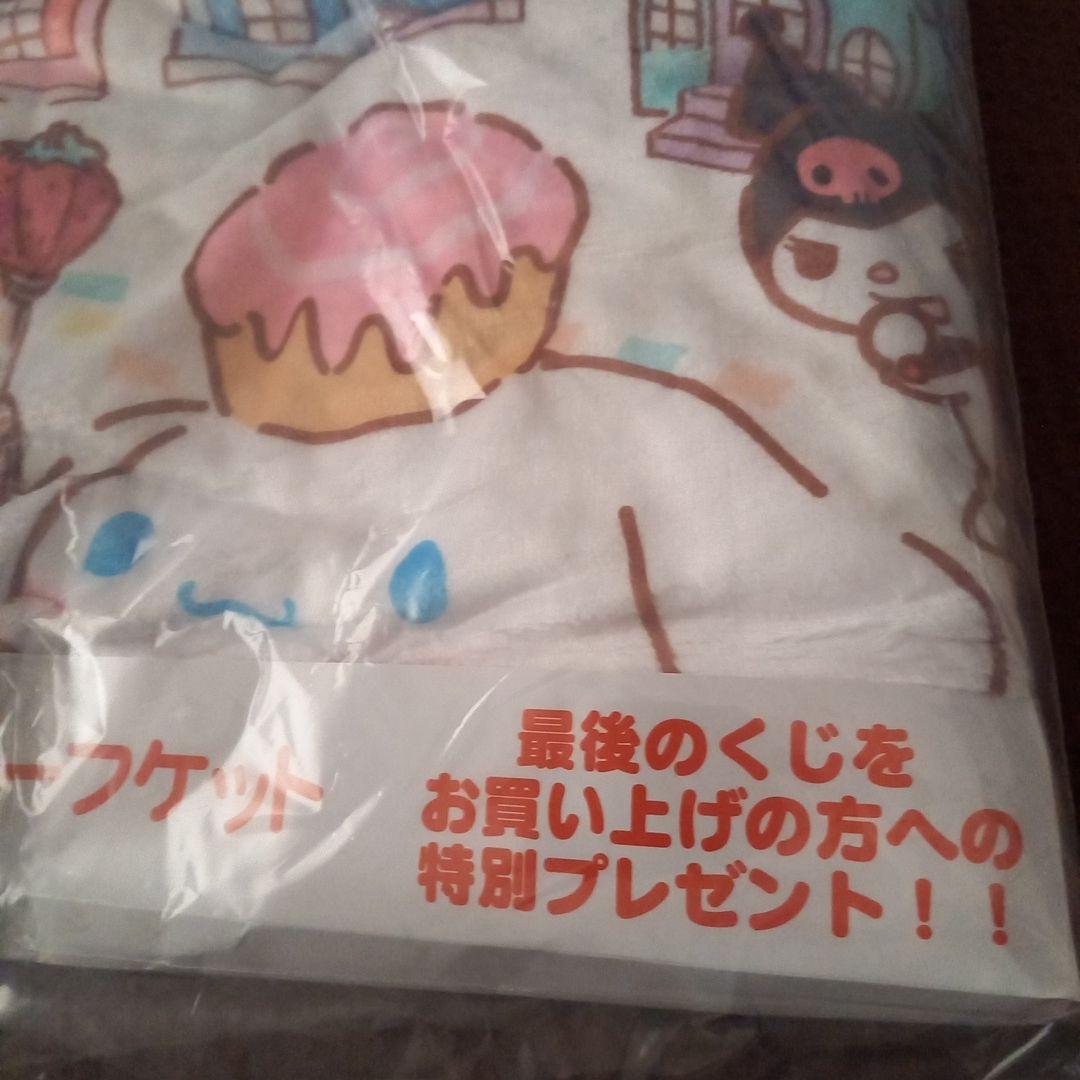 ーフケット
最後のくじを
お買い上げの方への
特別プレゼント！！